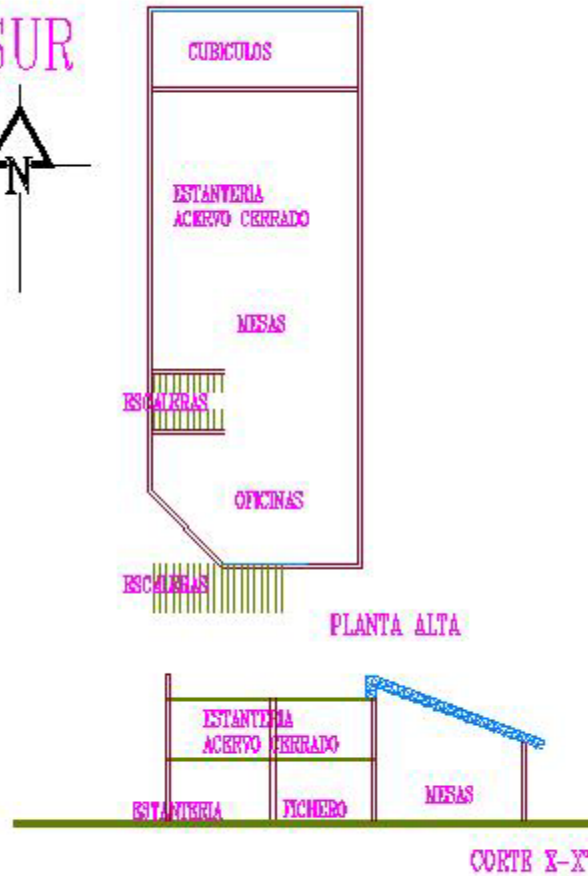 SUR
N
CUBICULOS
ESTANTERIA
ACERVO CERRADO
MESAS
ESCALERAS
OFICINAS
ESCALERAS
PLANTA ALTA
ESTANTERIA
ACERVO CERRADO
ESTANTERIA
FICHERO
MESAS
CORTE X-X'